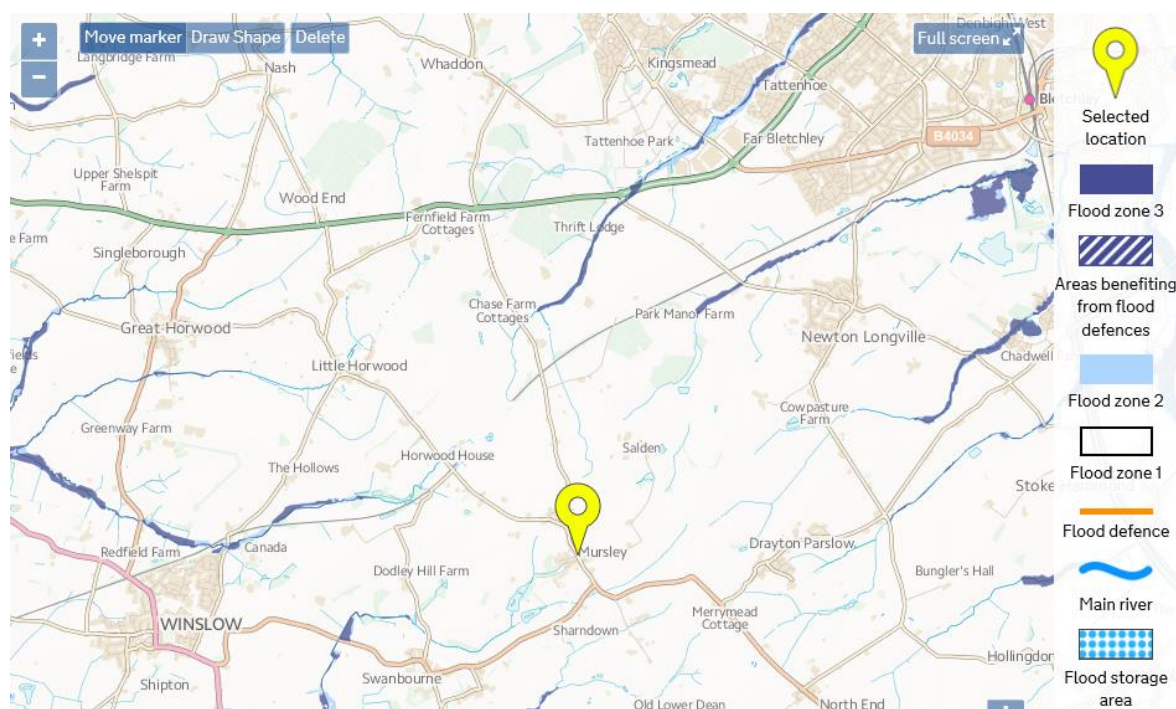 +
−
Move marker
Draw Shape
Delete
Full screen
Langbridge Farm
Nash
Whaddon
Kingsmead
Denbigh West
Tattenhoe
Bletchley
B4034
Tattenhoe Park
Far Bletchley
Upper Shelspit
Farm
Wood End
Fernfield Farm
Cottages
Thrift Lodge
e Farm
Singleborough
Chase Farm
Cottages
Park Manor Farm
Great Horwood
Newton Longville
Chadwell
Little Horwood
Greenway Farm
Cowpasture
Farm
The Hollows
Horwood House
Salden
Stoke
Redfield Farm
Canada
Mursley
Drayton Parslow
Dodley Hill Farm
Bungler's Hall
WINSLOW
Merrymead
Cottage
Sharndown
Hollingdon
Shipton
Swanbourne
Old Lower Dean
North End
Selected
location
Flood zone 3
Areas benefiting
from flood
defences
Flood zone 2
Flood zone 1
Flood defence
Main river
Flood storage
area